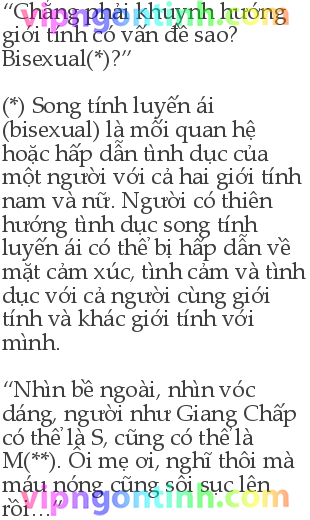 vipngontinh.com
“Chẳng phải khuynh hướng
giới tính có vấn đề sao?
Bisexual(*)?”
(*) Song tính luyến ái
(bisexual) là mối quan hệ
hoặc hấp dẫn tình dục của
một người với cả hai giới tính
nam và nữ. Người có thiên
hướng tình dục song tính
luyến ái có thể bị hấp dẫn về
mặt cảm xúc, tình cảm và tình
dục với cả người cùng giới
tính và khác giới tính với
mình.
“Nhìn bề ngoài, nhìn vóc
dáng, người như Giang Chấp
có thể là S, cũng có thể là
M(**). Ôi mẹ ơi, nghĩ thôi mà
máu nóng cũng sôi sục lên
rồi…”
vipngontinh.com